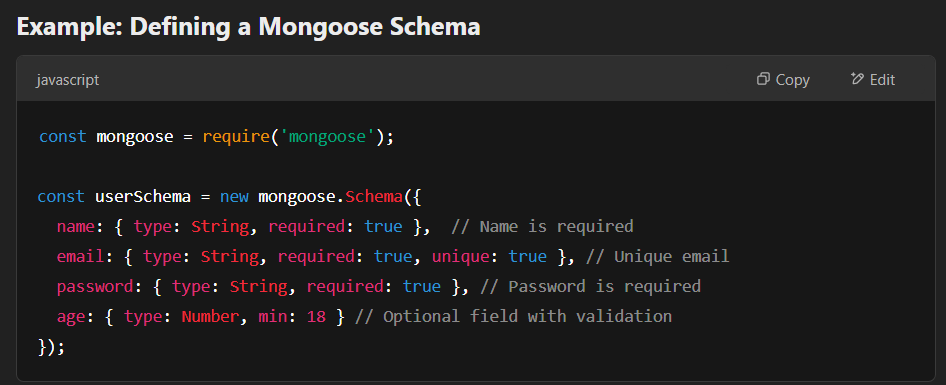 Example: Defining a Mongoose Schema
javascript Copy Edit
const mongoose = require('mongoose');
const userSchema = new mongoose.Schema({
  name: { type: String, required: true },  // Name is required
  email: { type: String, required: true, unique: true }, // Unique email
  password: { type: String, required: true }, // Password is required
  age: { type: Number, min: 18 } // Optional field with validation
});